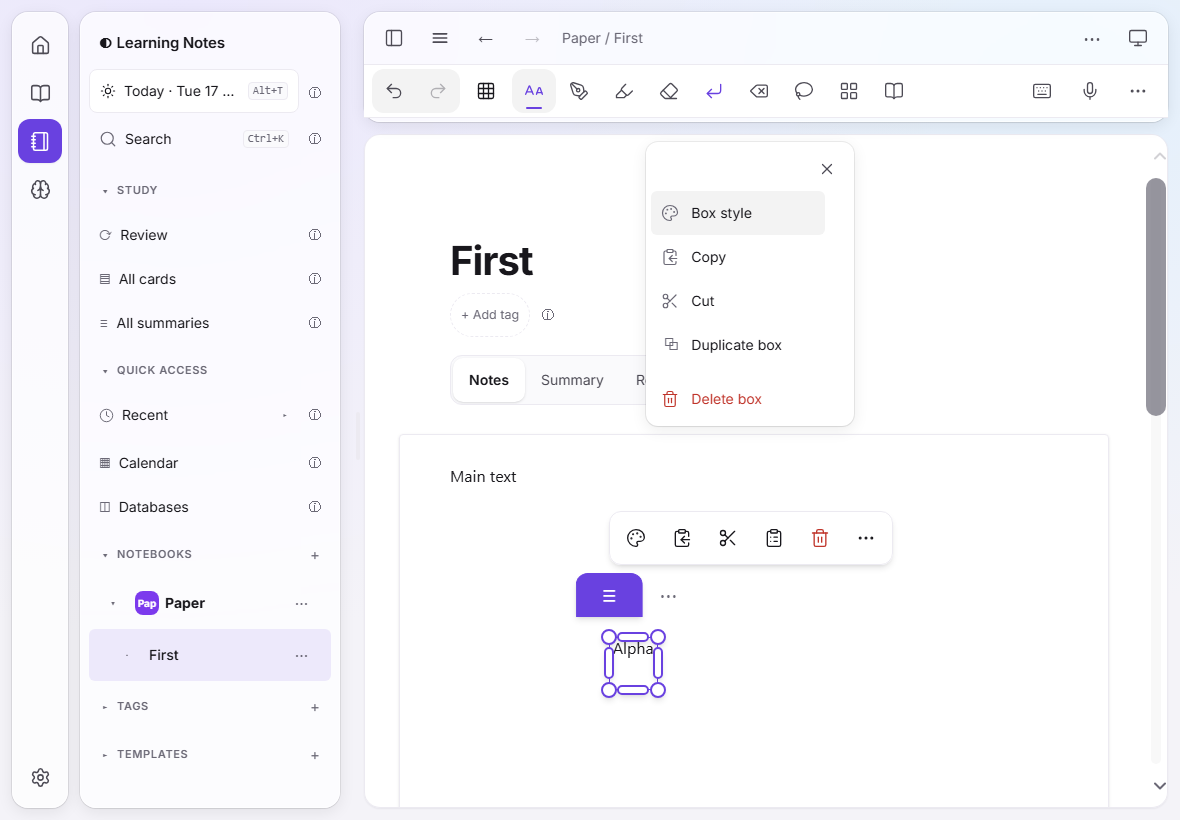 Learning Notes
Today · Tue 17 ...
Alt+T
Search
Ctrl+K
STUDY
Review
All cards
All summaries
QUICK ACCESS
Recent
Calendar
Databases
NOTEBOOKS
Pap
Paper
First
TAGS
TEMPLATES
Paper / First
AA
First
+ Add tag
Notes
Summary
Box style
Copy
Cut
Duplicate box
Delete box
Main text
Alpha